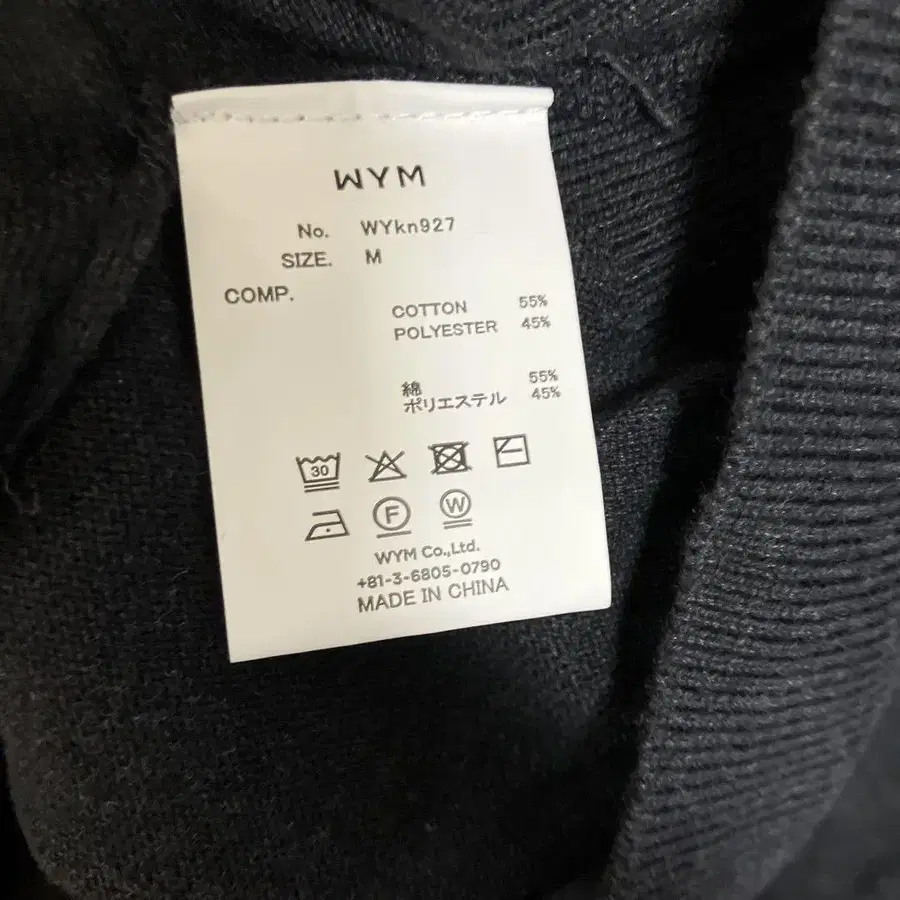 WYM
No. WYkn927
SIZE. M
COMP.
COTTON 55%
POLYESTER 45%
綿 55%
ポリエステル 45%
30
F W
WYM Co.,Ltd.
+81-3-6805-0790
MADE IN CHINA